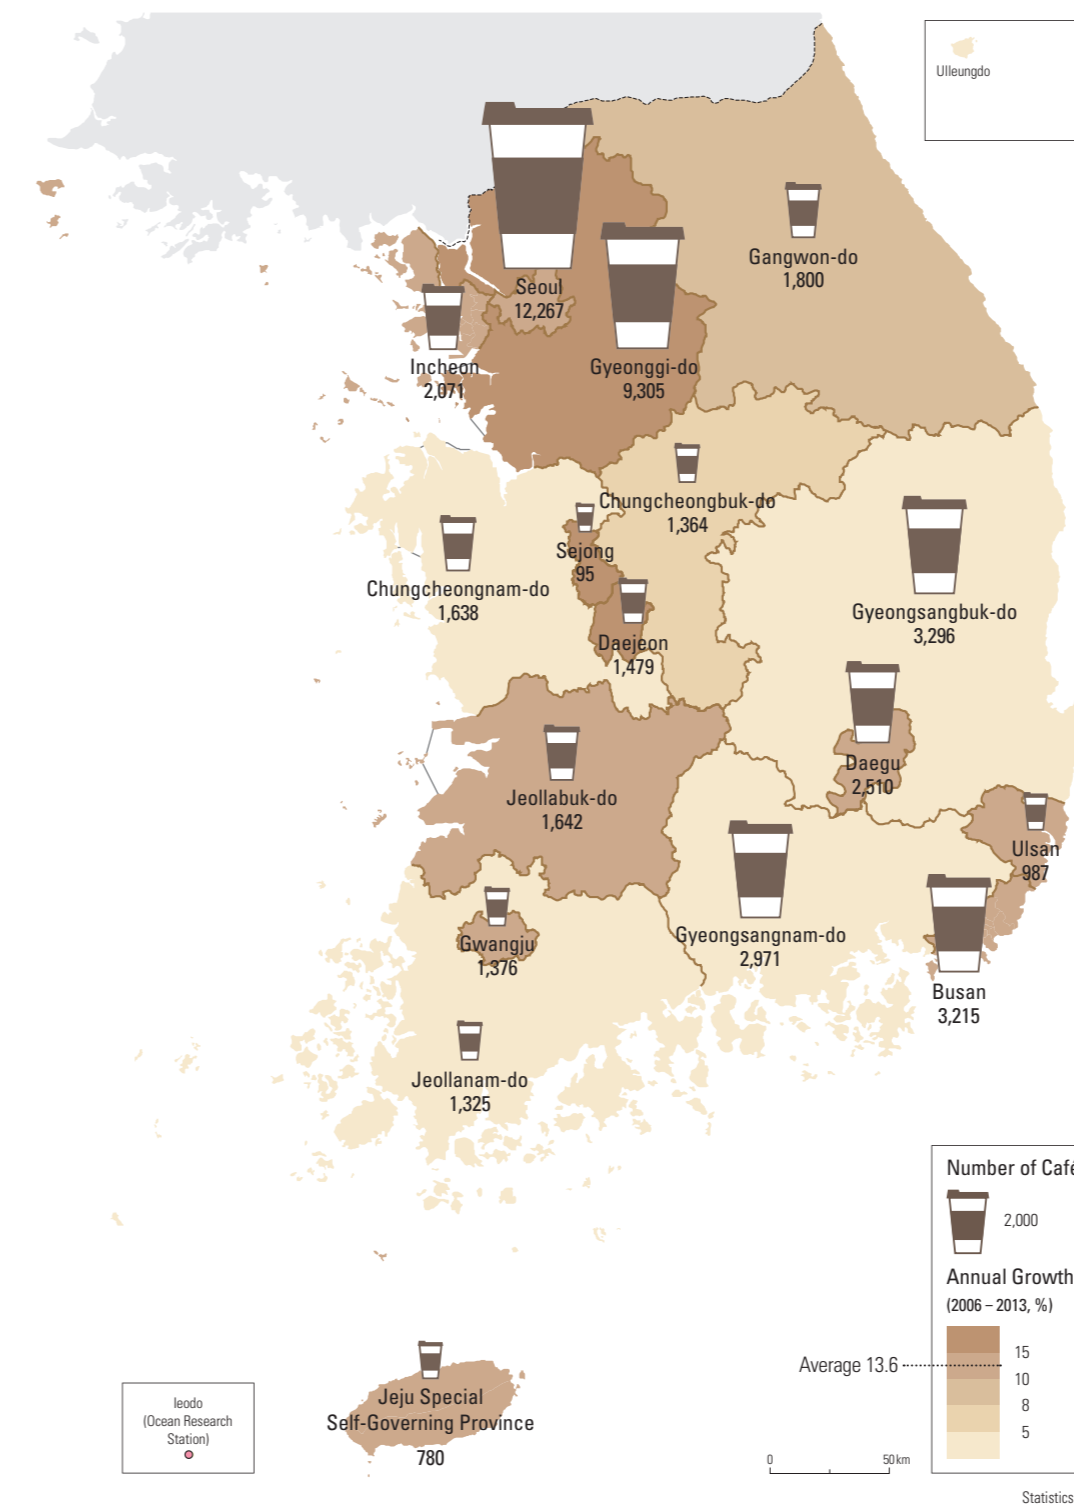 Ulleungdo
Gangwon-do
1,800
Seoul
12,267
Incheon
2,071
Gyeonggi-do
9,305
Chungcheongbuk-do
1,364
Sejong
95
Chungcheongnam-do
1,638
Gyeongsangbuk-do
3,296
Daejeon
1,479
Daegu
2,510
Jeollabuk-do
1,642
Ulsan
987
Gwangju
1,376
Gyeongsangnam-do
2,971
Busan
3,215
Jeollanam-do
1,325
Number of Café
2,000
Annual Growth
(2006 – 2013, %)
15
Average 13.6
10
8
5
Jeju Special
Self-Governing Province
780
Ieodo
(Ocean Research
Station)
0 50 km
Statistics